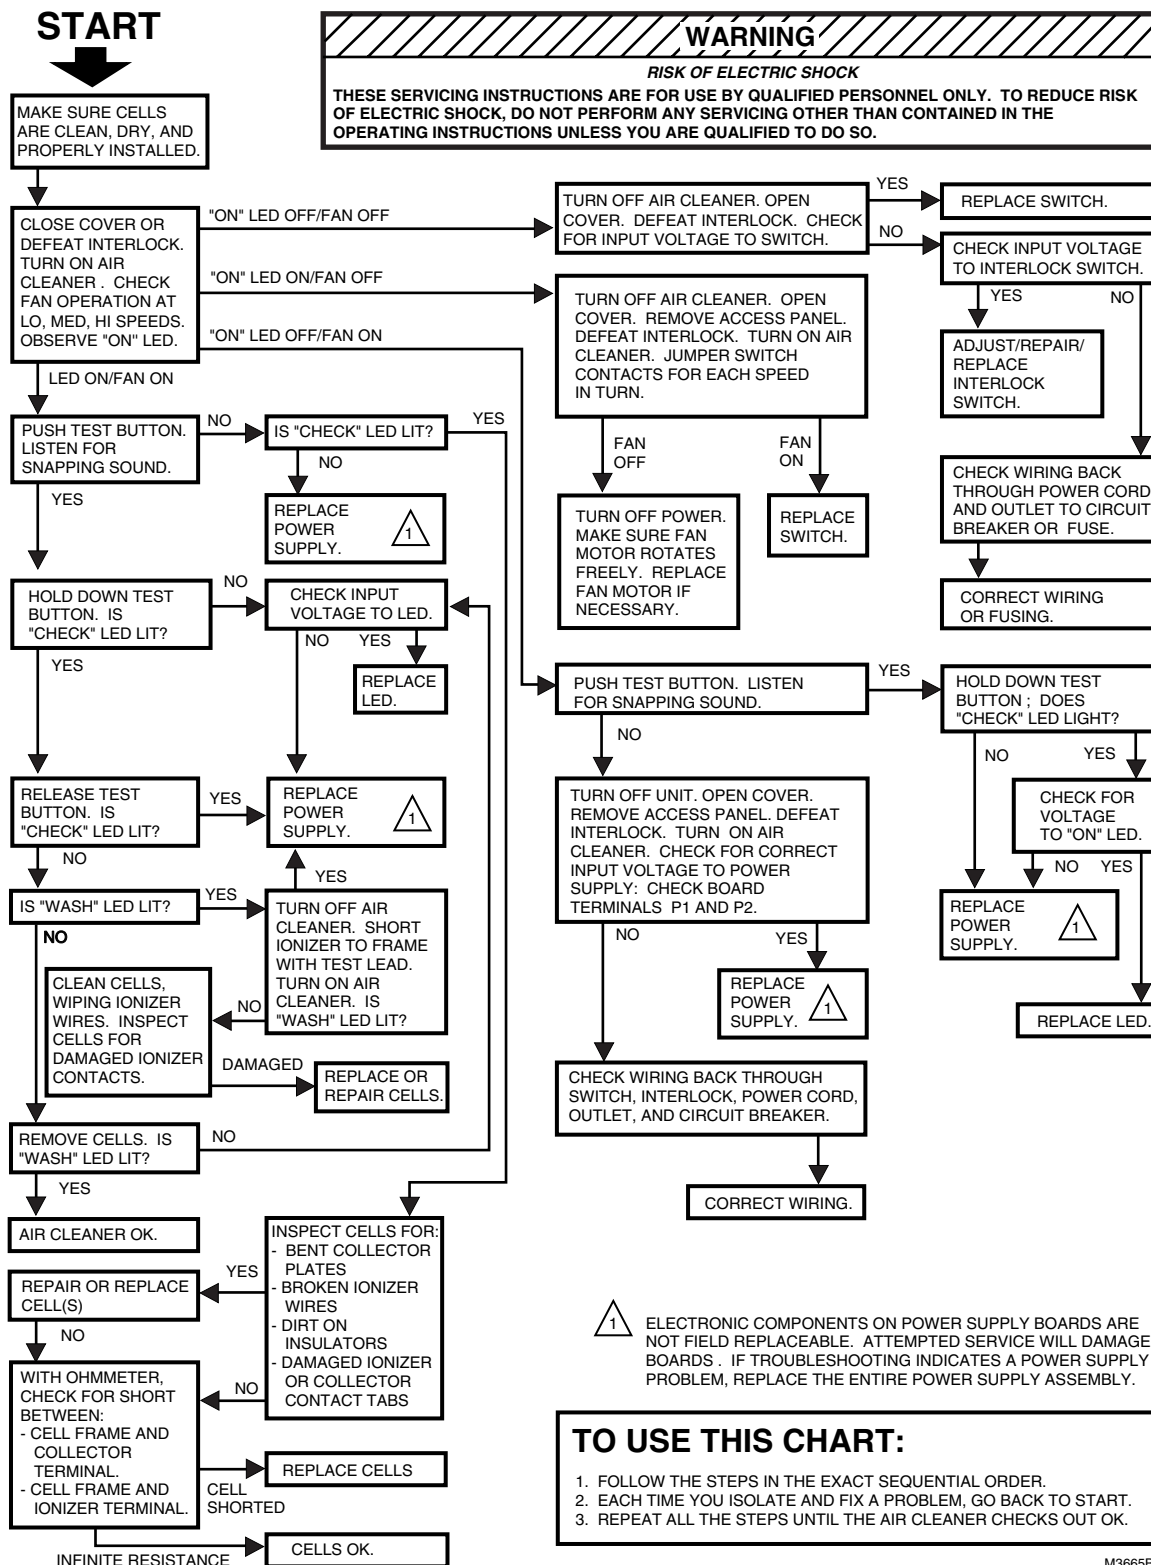 START
WARNING
RISK OF ELECTRIC SHOCK
THESE SERVICING INSTRUCTIONS ARE FOR USE BY QUALIFIED PERSONNEL ONLY. TO REDUCE RISK
OF ELECTRIC SHOCK, DO NOT PERFORM ANY SERVICING OTHER THAN CONTAINED IN THE
OPERATING INSTRUCTIONS UNLESS YOU ARE QUALIFIED TO DO SO.
MAKE SURE CELLS
ARE CLEAN, DRY, AND
PROPERLY INSTALLED.
CLOSE COVER OR
DEFEAT INTERLOCK.
TURN ON AIR
CLEANER . CHECK
FAN OPERATION AT
LO, MED, HI SPEEDS.
OBSERVE "ON" LED.
"ON" LED OFF/FAN OFF
"ON" LED ON/FAN OFF
"ON" LED OFF/FAN ON
LED ON/FAN ON
TURN OFF AIR CLEANER. OPEN
COVER. DEFEAT INTERLOCK. CHECK
FOR INPUT VOLTAGE TO SWITCH.
YES
REPLACE SWITCH.
NO
CHECK INPUT VOLTAGE
TO INTERLOCK SWITCH.
YES
NO
ADJUST/REPAIR/
REPLACE
INTERLOCK
SWITCH.
CHECK WIRING BACK
THROUGH POWER CORD
AND OUTLET TO CIRCUIT
BREAKER OR FUSE.
CORRECT WIRING
OR FUSING.
TURN OFF AIR CLEANER. OPEN
COVER. REMOVE ACCESS PANEL.
DEFEAT INTERLOCK. TURN ON AIR
CLEANER. JUMPER SWITCH
CONTACTS FOR EACH SPEED
IN TURN.
FAN
OFF
FAN
ON
TURN OFF POWER.
MAKE SURE FAN
MOTOR ROTATES
FREELY. REPLACE
FAN MOTOR IF
NECESSARY.
REPLACE
SWITCH.
PUSH TEST BUTTON.
LISTEN FOR
SNAPPING SOUND.
NO
IS "CHECK" LED LIT?
YES
NO
REPLACE
POWER
SUPPLY.
1
YES
HOLD DOWN TEST
BUTTON. IS
"CHECK" LED LIT?
NO
CHECK INPUT
VOLTAGE TO LED.
NO
YES
REPLACE
LED.
YES
RELEASE TEST
BUTTON. IS
"CHECK" LED LIT?
YES
REPLACE
POWER
SUPPLY.
1
NO
YES
IS "WASH" LED LIT?
YES
TURN OFF AIR
CLEANER. SHORT
IONIZER TO FRAME
WITH TEST LEAD.
TURN ON AIR
CLEANER. IS
"WASH" LED LIT?
NO
NO
CLEAN CELLS,
WIPING IONIZER
WIRES. INSPECT
CELLS FOR
DAMAGED IONIZER
CONTACTS.
DAMAGED
REPLACE OR
REPAIR CELLS.
REMOVE CELLS. IS
"WASH" LED LIT?
NO
YES
AIR CLEANER OK.
INSPECT CELLS FOR:
- BENT COLLECTOR
PLATES
- BROKEN IONIZER
WIRES
- DIRT ON
INSULATORS
- DAMAGED IONIZER
OR COLLECTOR
CONTACT TABS
YES
REPAIR OR REPLACE
CELL(S)
NO
NO
WITH OHMMETER,
CHECK FOR SHORT
BETWEEN:
- CELL FRAME AND
COLLECTOR
TERMINAL.
- CELL FRAME AND
IONIZER TERMINAL.
CELL
SHORTED
REPLACE CELLS
INFINITE RESISTANCE
CELLS OK.
PUSH TEST BUTTON. LISTEN
FOR SNAPPING SOUND.
YES
HOLD DOWN TEST
BUTTON ; DOES
"CHECK" LED LIGHT?
NO
YES
CHECK FOR
VOLTAGE
TO "ON" LED.
NO
YES
REPLACE
POWER
SUPPLY.
1
REPLACE LED.
NO
TURN OFF UNIT. OPEN COVER.
REMOVE ACCESS PANEL. DEFEAT
INTERLOCK. TURN ON AIR
CLEANER. CHECK FOR CORRECT
INPUT VOLTAGE TO POWER
SUPPLY: CHECK BOARD
TERMINALS P1 AND P2.
NO
YES
REPLACE
POWER
SUPPLY.
1
CHECK WIRING BACK THROUGH
SWITCH, INTERLOCK, POWER CORD,
OUTLET, AND CIRCUIT BREAKER.
CORRECT WIRING.
1
ELECTRONIC COMPONENTS ON POWER SUPPLY BOARDS ARE
NOT FIELD REPLACEABLE. ATTEMPTED SERVICE WILL DAMAGE
BOARDS . IF TROUBLESHOOTING INDICATES A POWER SUPPLY
PROBLEM, REPLACE THE ENTIRE POWER SUPPLY ASSEMBLY.
TO USE THIS CHART:
1. FOLLOW THE STEPS IN THE EXACT SEQUENTIAL ORDER.
2. EACH TIME YOU ISOLATE AND FIX A PROBLEM, GO BACK TO START.
3. REPEAT ALL THE STEPS UNTIL THE AIR CLEANER CHECKS OUT OK.